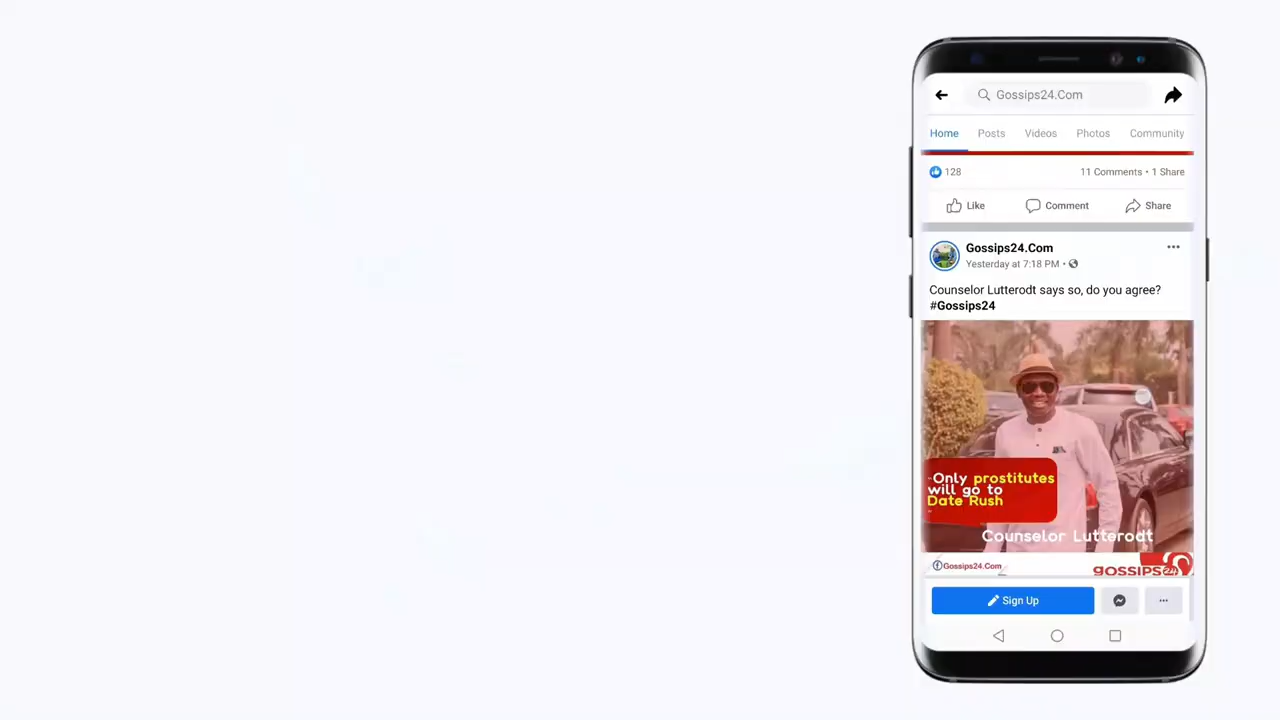 Gossips24.Com
Home Posts Videos Photos Community
128 11 Comments • 1 Share
Like Comment Share
Gossips24.Com
Yesterday at 7:18 PM •
Counselor Lutterodt says so, do you agree?
#Gossips24
"Only prostitutes
will go to
Date Rush
"
Counselor Lutterodt
Gossips24.Com
GOSSIPS24
Sign Up